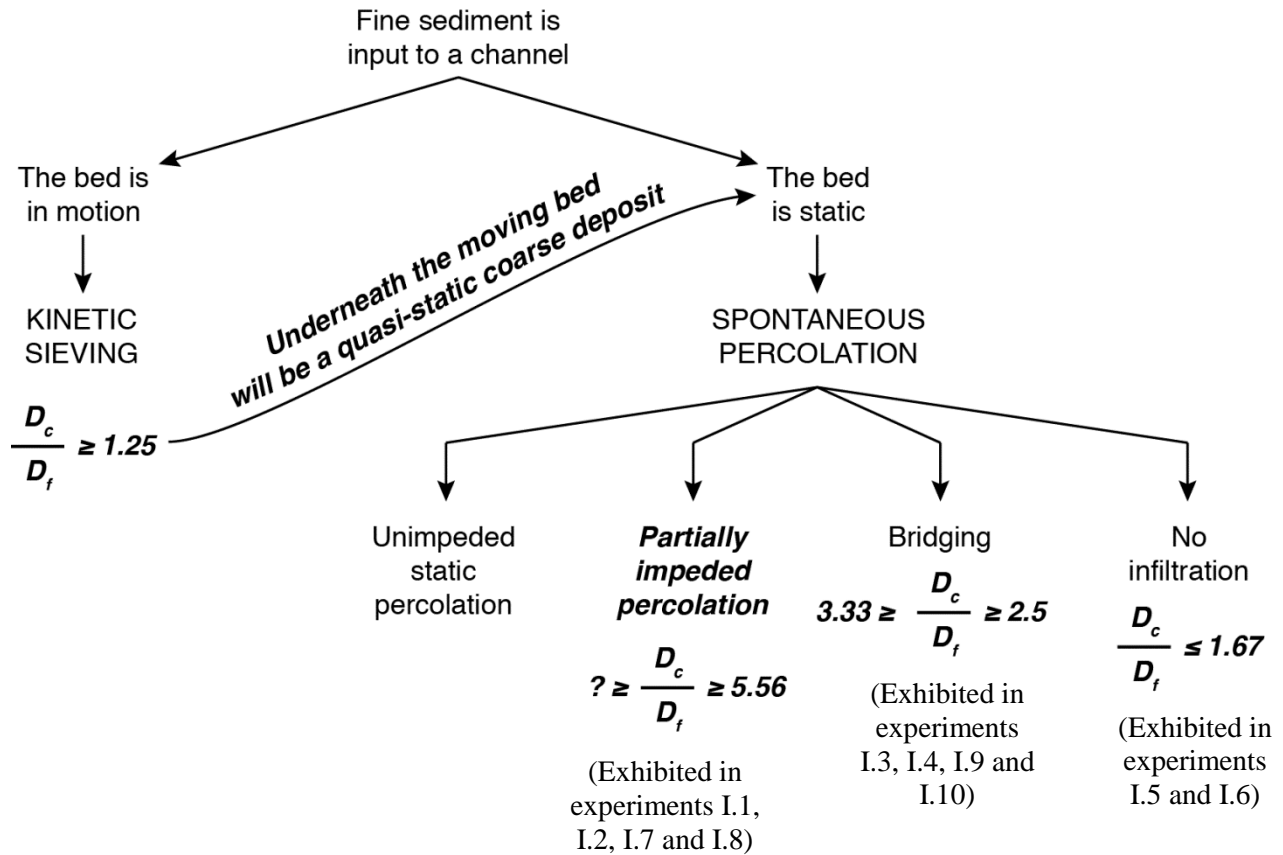 Fine sediment is
input to a channel
The bed is
in motion
The bed
is static
Underneath the moving bed
will be a quasi-static coarse deposit
KINETIC
SIEVING
SPONTANEOUS
PERCOLATION
D_c
≥ 1.25
D_f
Unimpeded
static
percolation
Partially
impeded
percolation
D_c
? ≥ ≥ 5.56
D_f
(Exhibited in
experiments I.1,
I.2, I.7 and I.8)
Bridging
D_c
3.33 ≥ ≥ 2.5
D_f
(Exhibited in
experiments
I.3, I.4, I.9 and
I.10)
No
infiltration
D_c
≤ 1.67
D_f
(Exhibited in
experiments
I.5 and I.6)